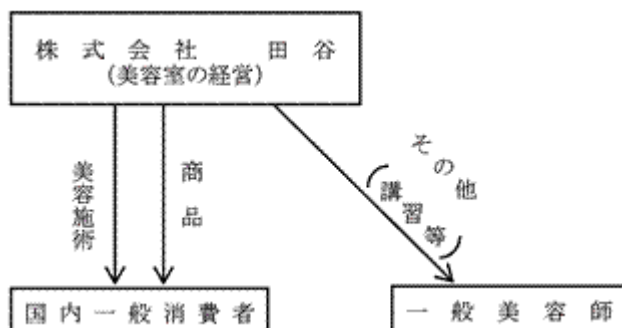 株式会社 田谷
(美容室の経営)
美容施術
商品
その他
(講習等)
国内一般消費者
一般美容師